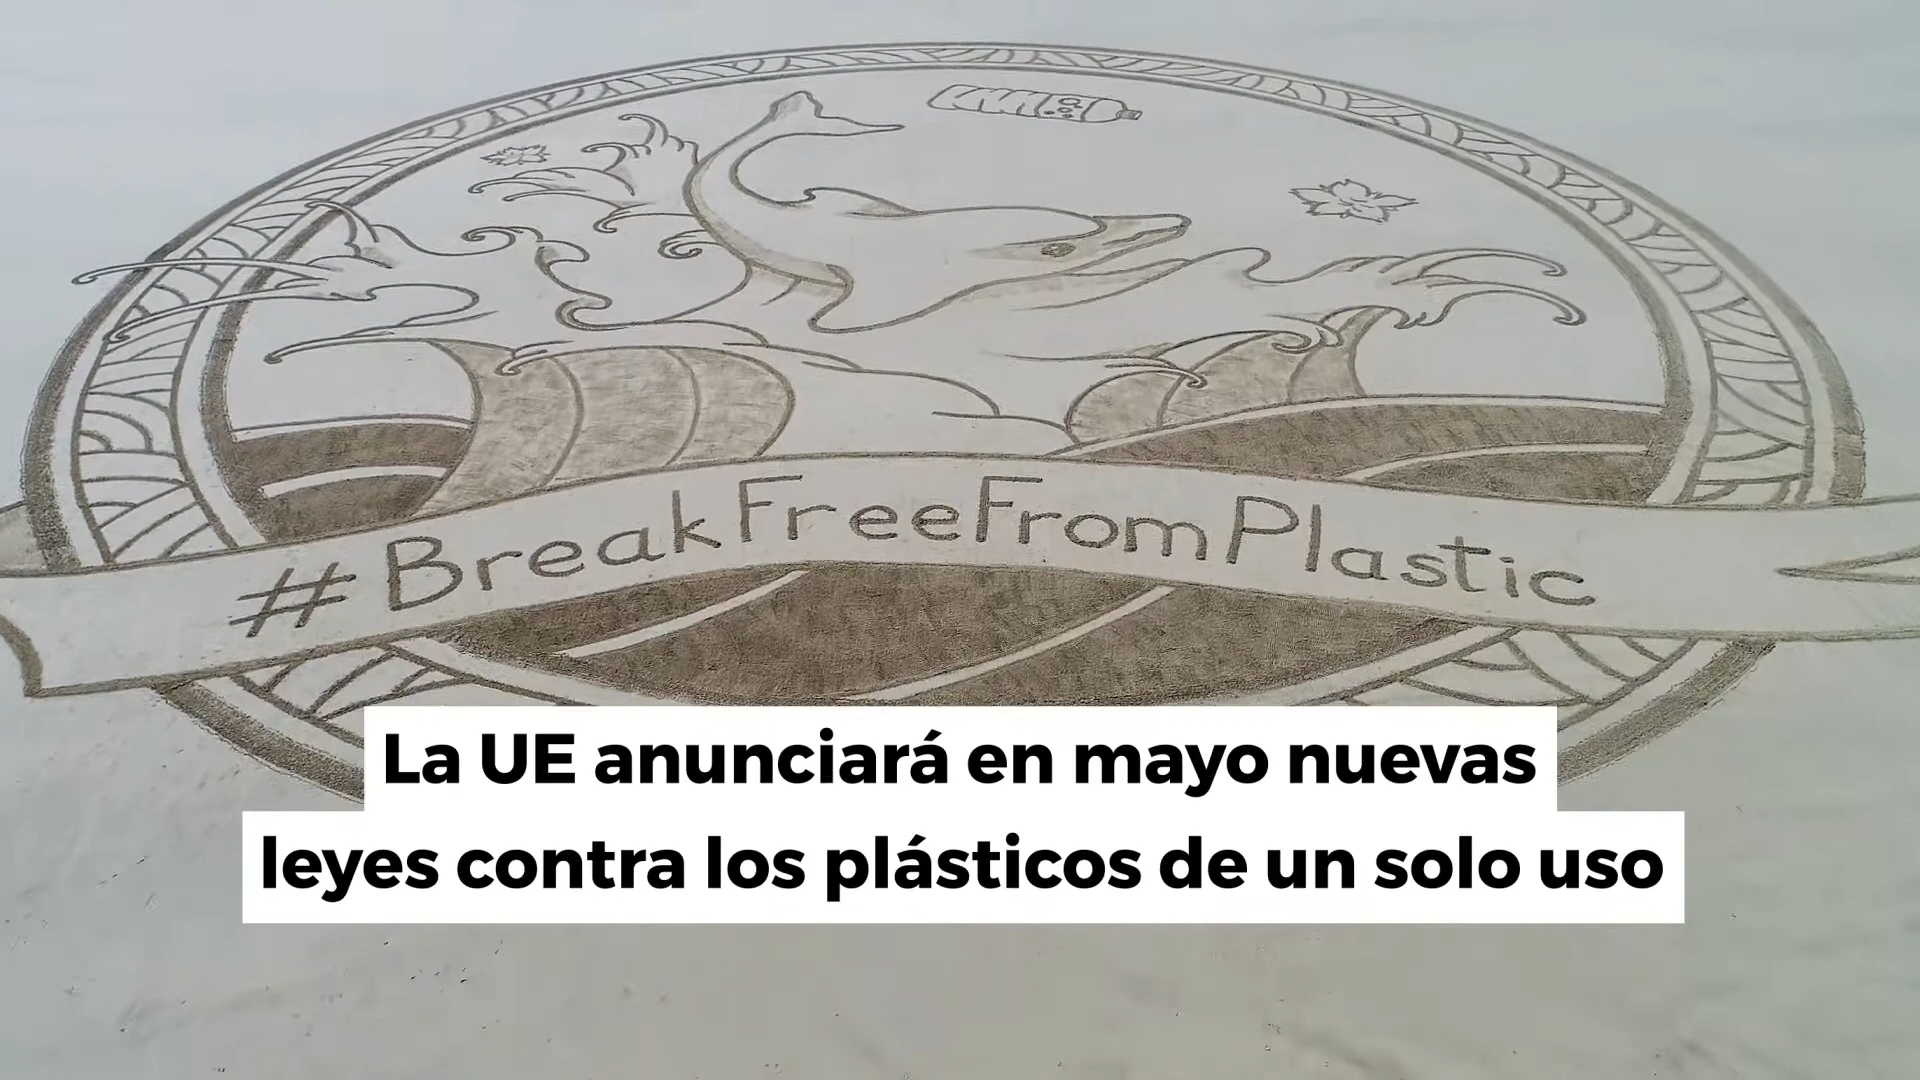 #BreakFreeFromPlastic
La UE anunciará en mayo nuevas
leyes contra los plásticos de un solo uso